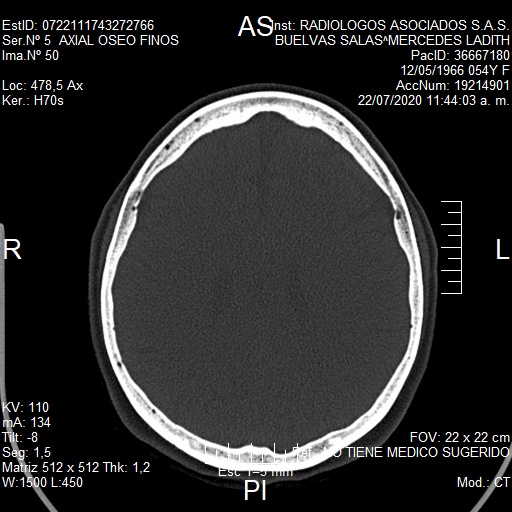 EstID: 0722111743272766
Ser.Nº 5 AXIAL OSEO FINOS
Ima.Nº 50
Loc: 478,5 Ax
Ker.: H70s
AS
Inst: RADIOLOGOS ASOCIADOS S.A.S.
BUELVAS SALAS^MERCEDES LADITH
PacID: 36667180
12/05/1966 054Y F
AccNum: 19214901
22/07/2020 11:44:03 a. m.
R
L
KV: 110
mA: 134
Tilt: -8
Seg: 1,5
Matriz 512 x 512 Thk: 1,2
W:1500 L:450
Esc 1=5 mm
PI
FOV: 22 x 22 cm
Ref.: NO TIENE MEDICO SUGERIDO
Mod.: CT